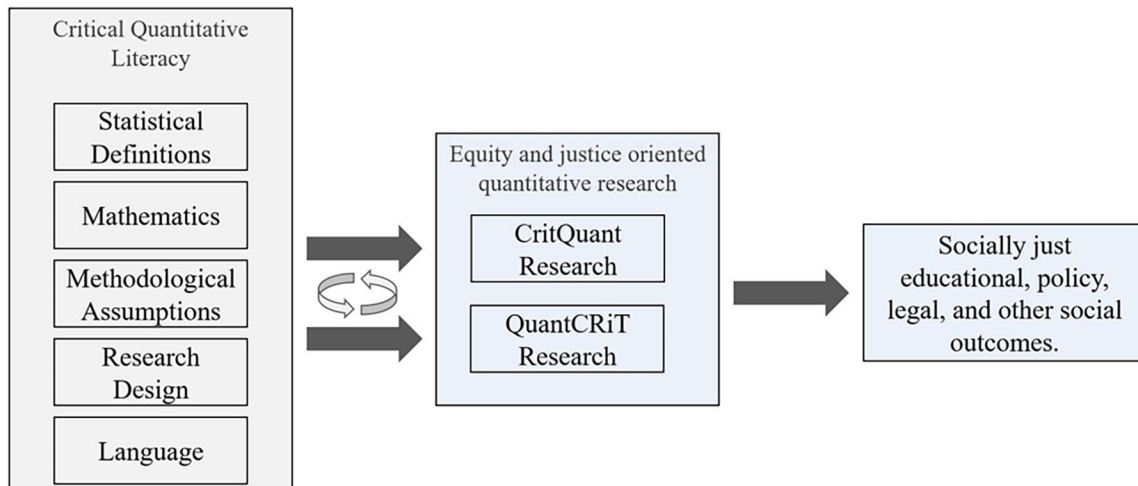 Critical Quantitative
Literacy
Statistical
Definitions
Mathematics
Methodological
Assumptions
Research
Design
Language
Equity and justice oriented
quantitative research
CritQuant
Research
QuantCRiT
Research
Socially just
educational, policy,
legal, and other social
outcomes.